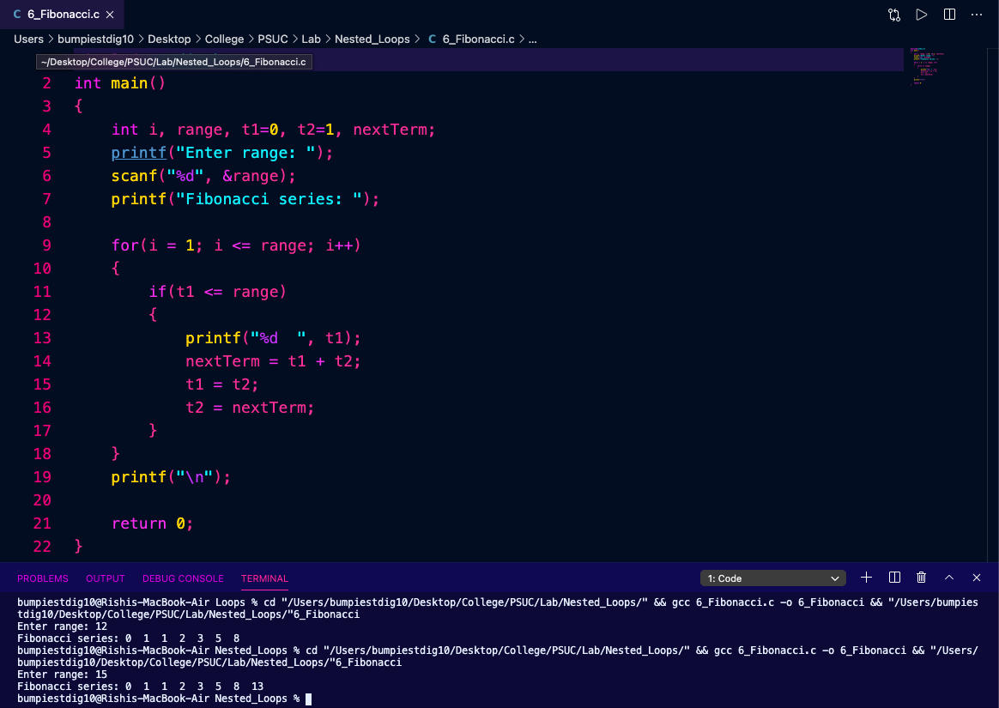 C 6_Fibonacci.c ×
Users > bumpiestdig10 > Desktop > College > PSUC > Lab > Nested_Loops > C 6_Fibonacci.c > ...
~/Desktop/College/PSUC/Lab/Nested_Loops/6_Fibonacci.c
2 int main()
3 {
4     int i, range, t1=0, t2=1, nextTerm;
5     printf("Enter range: ");
6     scanf("%d", &range);
7     printf("Fibonacci series: ");
8
9     for(i = 1; i <= range; i++)
10     {
11         if(t1 <= range)
12         {
13             printf("%d  ", t1);
14             nextTerm = t1 + t2;
15             t1 = t2;
16             t2 = nextTerm;
17         }
18     }
19     printf("\n");
20
21     return 0;
22 }
PROBLEMS OUTPUT DEBUG CONSOLE TERMINAL 1: Code
bumpiestdig10@Rishis-MacBook-Air Loops % cd "/Users/bumpiestdig10/Desktop/College/PSUC/Lab/Nested_Loops/" && gcc 6_Fibonacci.c -o 6_Fibonacci && "/Users/bumpies
tdig10/Desktop/College/PSUC/Lab/Nested_Loops/"6_Fibonacci
Enter range: 12
Fibonacci series: 0  1  1  2  3  5  8
bumpiestdig10@Rishis-MacBook-Air Nested_Loops % cd "/Users/bumpiestdig10/Desktop/College/PSUC/Lab/Nested_Loops/" && gcc 6_Fibonacci.c -o 6_Fibonacci && "/Users/
bumpiestdig10/Desktop/College/PSUC/Lab/Nested_Loops/"6_Fibonacci
Enter range: 15
Fibonacci series: 0  1  1  2  3  5  8  13
bumpiestdig10@Rishis-MacBook-Air Nested_Loops %